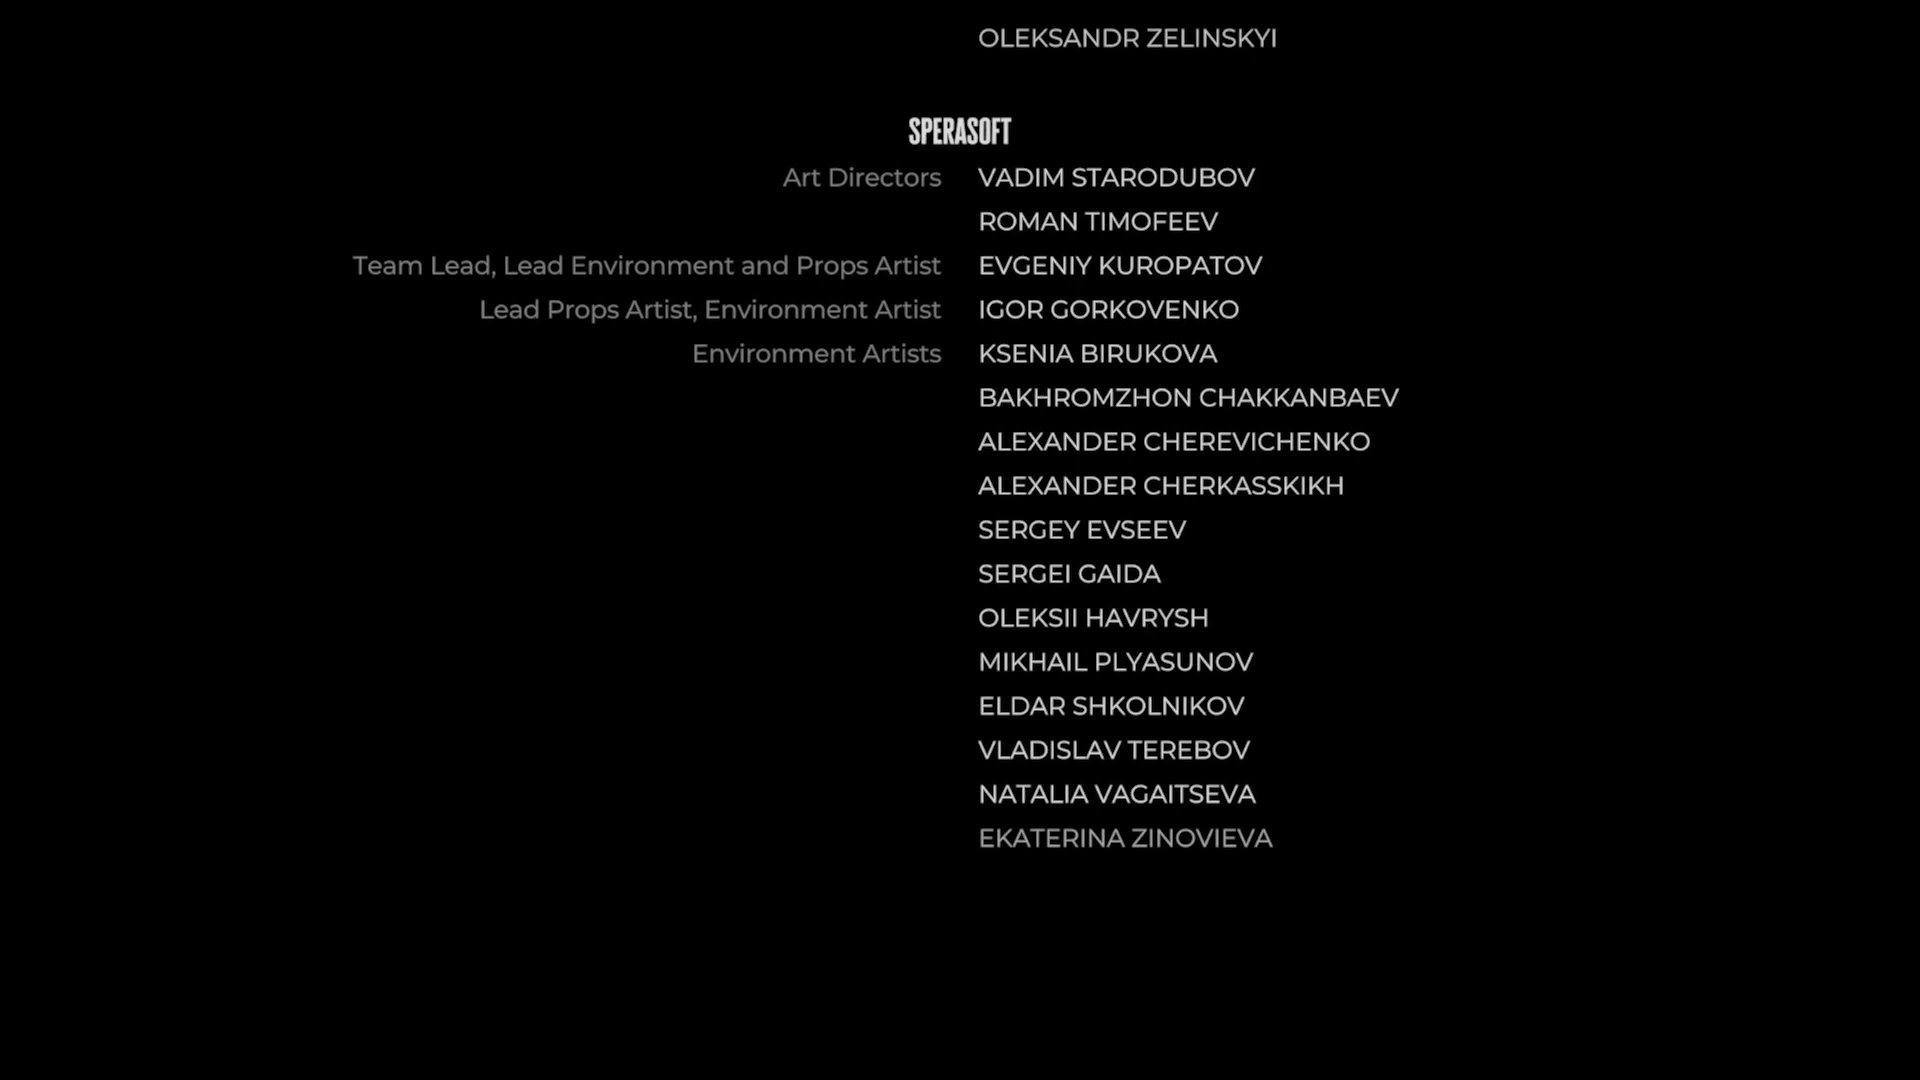 OLEKSANDR ZELINSKYI
SPERASOFT
Art Directors VADIM STARODUBOV
ROMAN TIMOFEEV
Team Lead, Lead Environment and Props Artist EVGENIY KUROPATOV
Lead Props Artist, Environment Artist IGOR GORKOVENKO
Environment Artists KSENIA BIRUKOVA
BAKHROMZHON CHAKKANBAEV
ALEXANDER CHEREVICHENKO
ALEXANDER CHERKASSKIKH
SERGEY EVSEEV
SERGEI GAIDA
OLEKSII HAVRYSH
MIKHAIL PLYASUNOV
ELDAR SHKOLNIKOV
VLADISLAV TEREBOV
NATALIA VAGAITSEVA
EKATERINA ZINOVIEVA